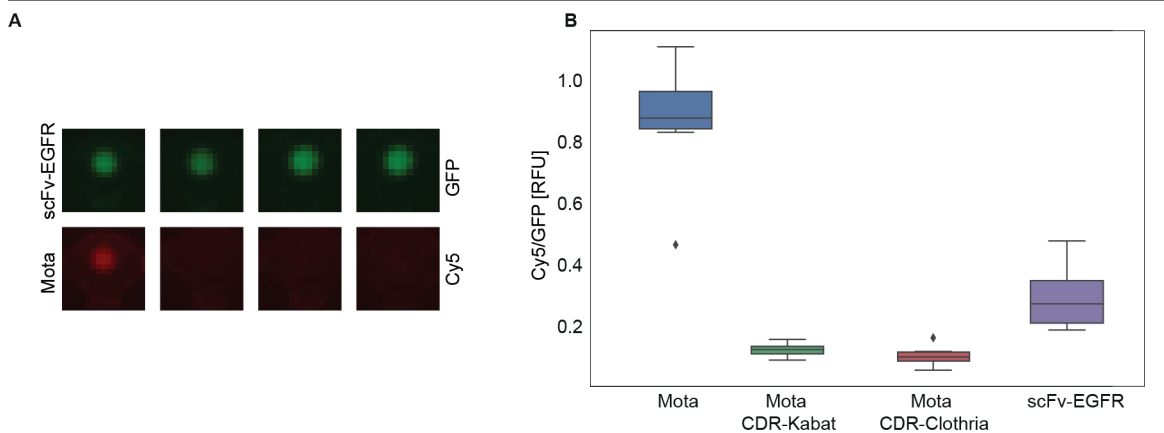 A
scFv-EGFR
GFP
Mota
Cy5
B
Cy5/GFP [RFU]
1.0
0.8
0.6
0.4
0.2
Mota
Mota
CDR-Kabat
Mota
CDR-Clothria
scFv-EGFR